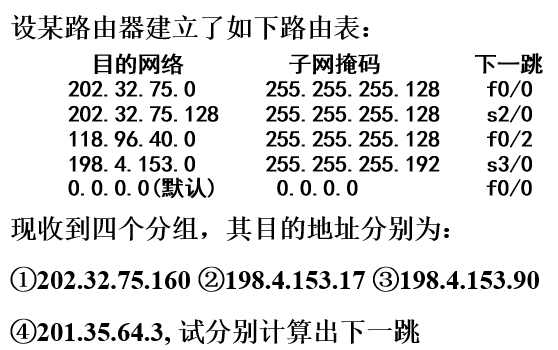 设某路由器建立了如下路由表：
目的网络 子网掩码 下一跳
202.32.75.0 255.255.255.128 f0/0
202.32.75.128 255.255.255.128 s2/0
118.96.40.0 255.255.255.128 f0/2
198.4.153.0 255.255.255.192 s3/0
0.0.0.0(默认) 0.0.0.0 f0/0
现收到四个分组，其目的地址分别为：
①202.32.75.160 ②198.4.153.17 ③198.4.153.90
④201.35.64.3, 试分别计算出下一跳